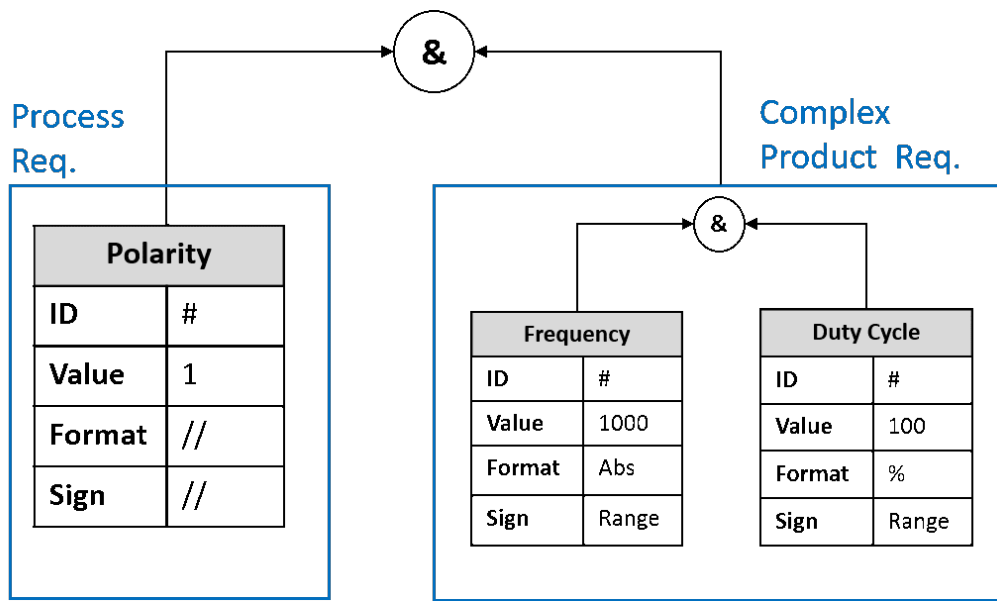 &
Process
Req.
Complex
Product Req.
Polarity
ID #
Value 1
Format //
Sign //
&
Frequency
ID #
Value 1000
Format Abs
Sign Range
Duty Cycle
ID #
Value 100
Format %
Sign Range